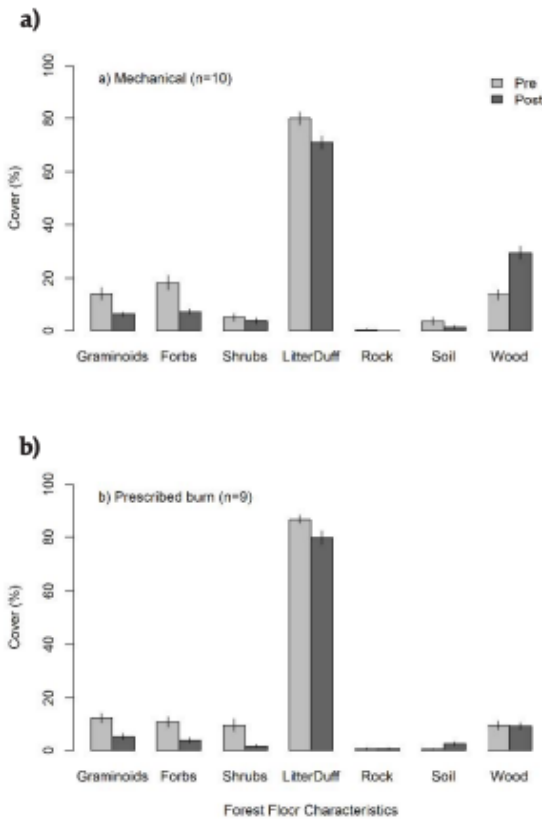 a)
a) Mechanical (n=10)
Pre
Post
100
80
60
40
20
0
Cover (%)
Graminoids Forbs Shrubs LitterDuff Rock Soil Wood
b)
b) Prescribed burn (n=9)
100
80
60
40
20
0
Cover (%)
Graminoids Forbs Shrubs LitterDuff Rock Soil Wood
Forest Floor Characteristics